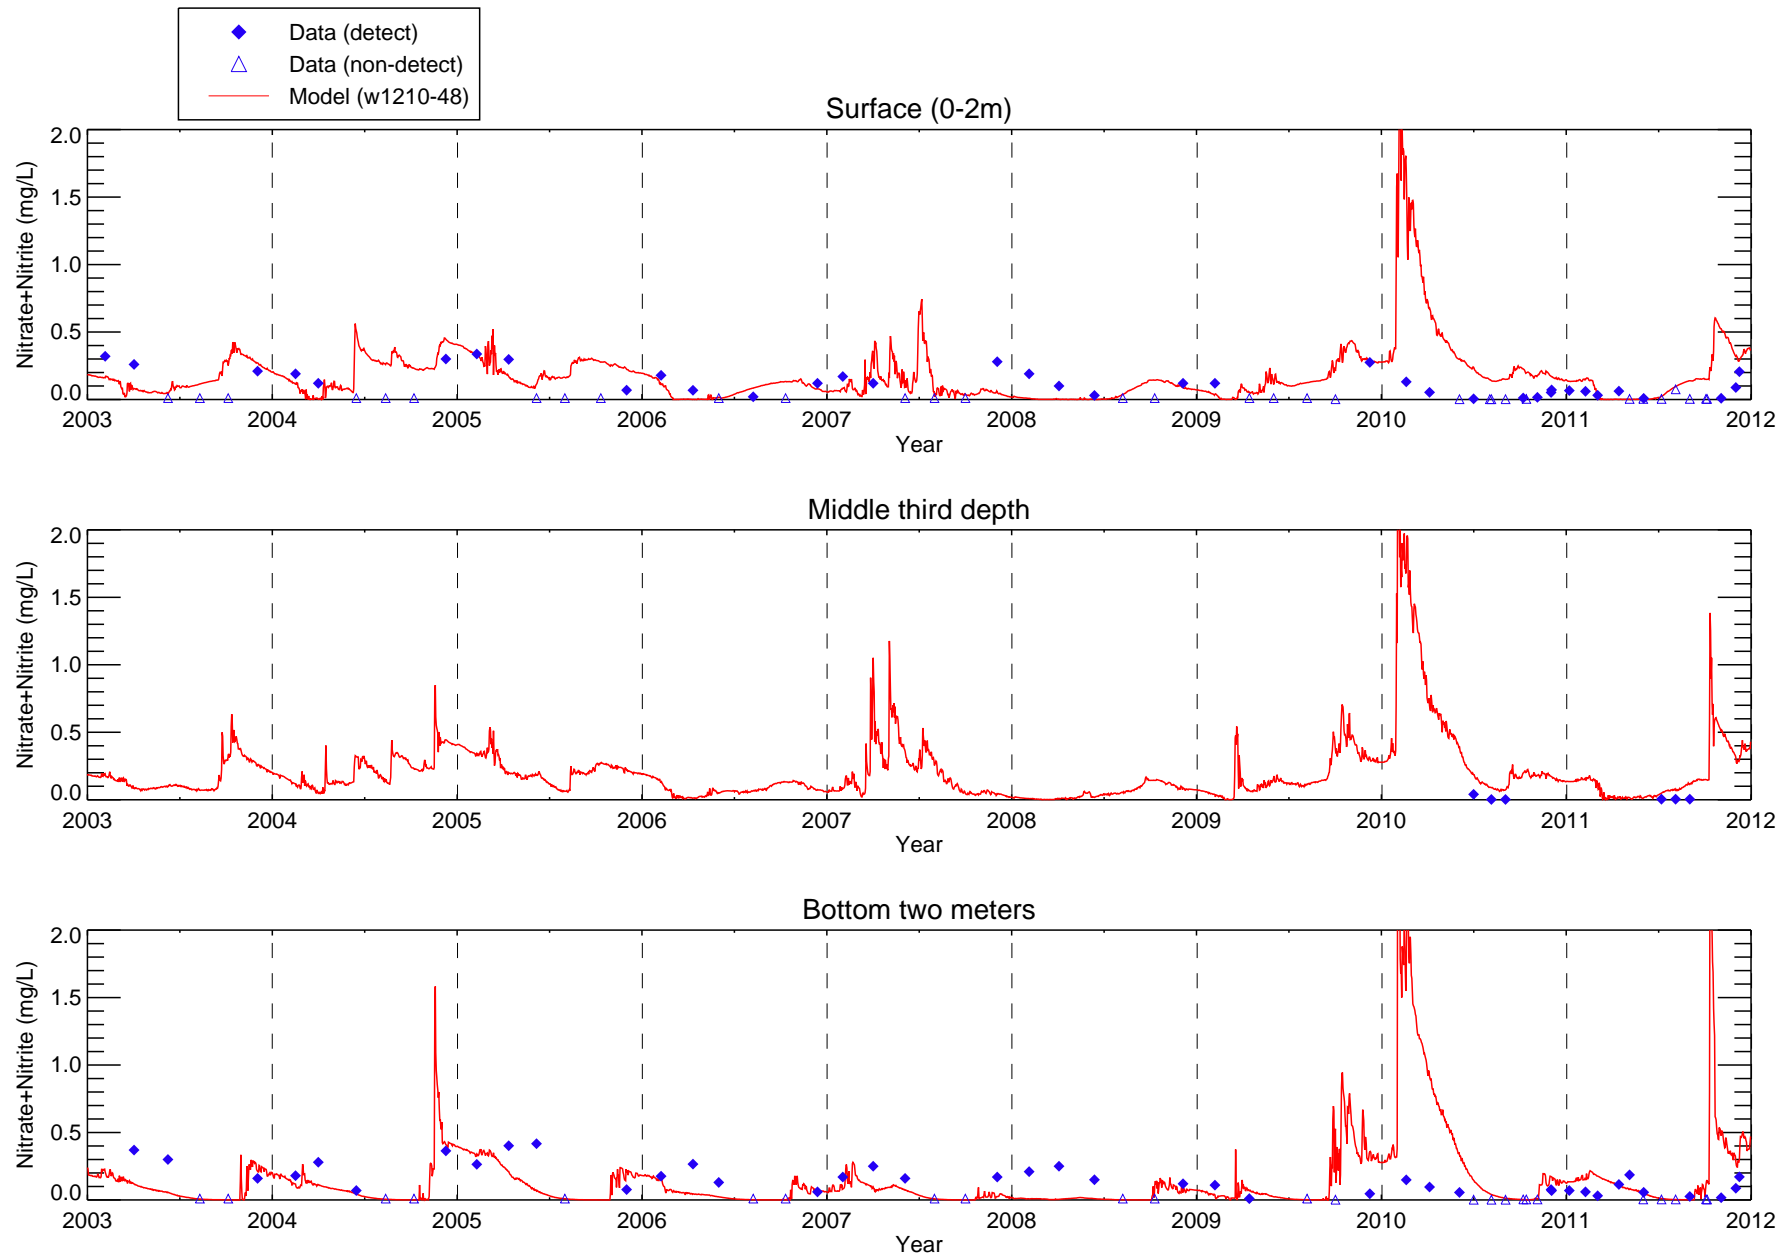 Data (detect)
Data (non-detect)
Model (w1210-48)
Surface (0-2m)
Nitrate+Nitrite (mg/L)
2.0
1.5
1.0
0.5
0.0
2003 2004 2005 2006 2007 2008 2009 2010 2011 2012
Year
Middle third depth
Nitrate+Nitrite (mg/L)
2.0
1.5
1.0
0.5
0.0
2003 2004 2005 2006 2007 2008 2009 2010 2011 2012
Year
Bottom two meters
Nitrate+Nitrite (mg/L)
2.0
1.5
1.0
0.5
0.0
2003 2004 2005 2006 2007 2008 2009 2010 2011 2012
Year